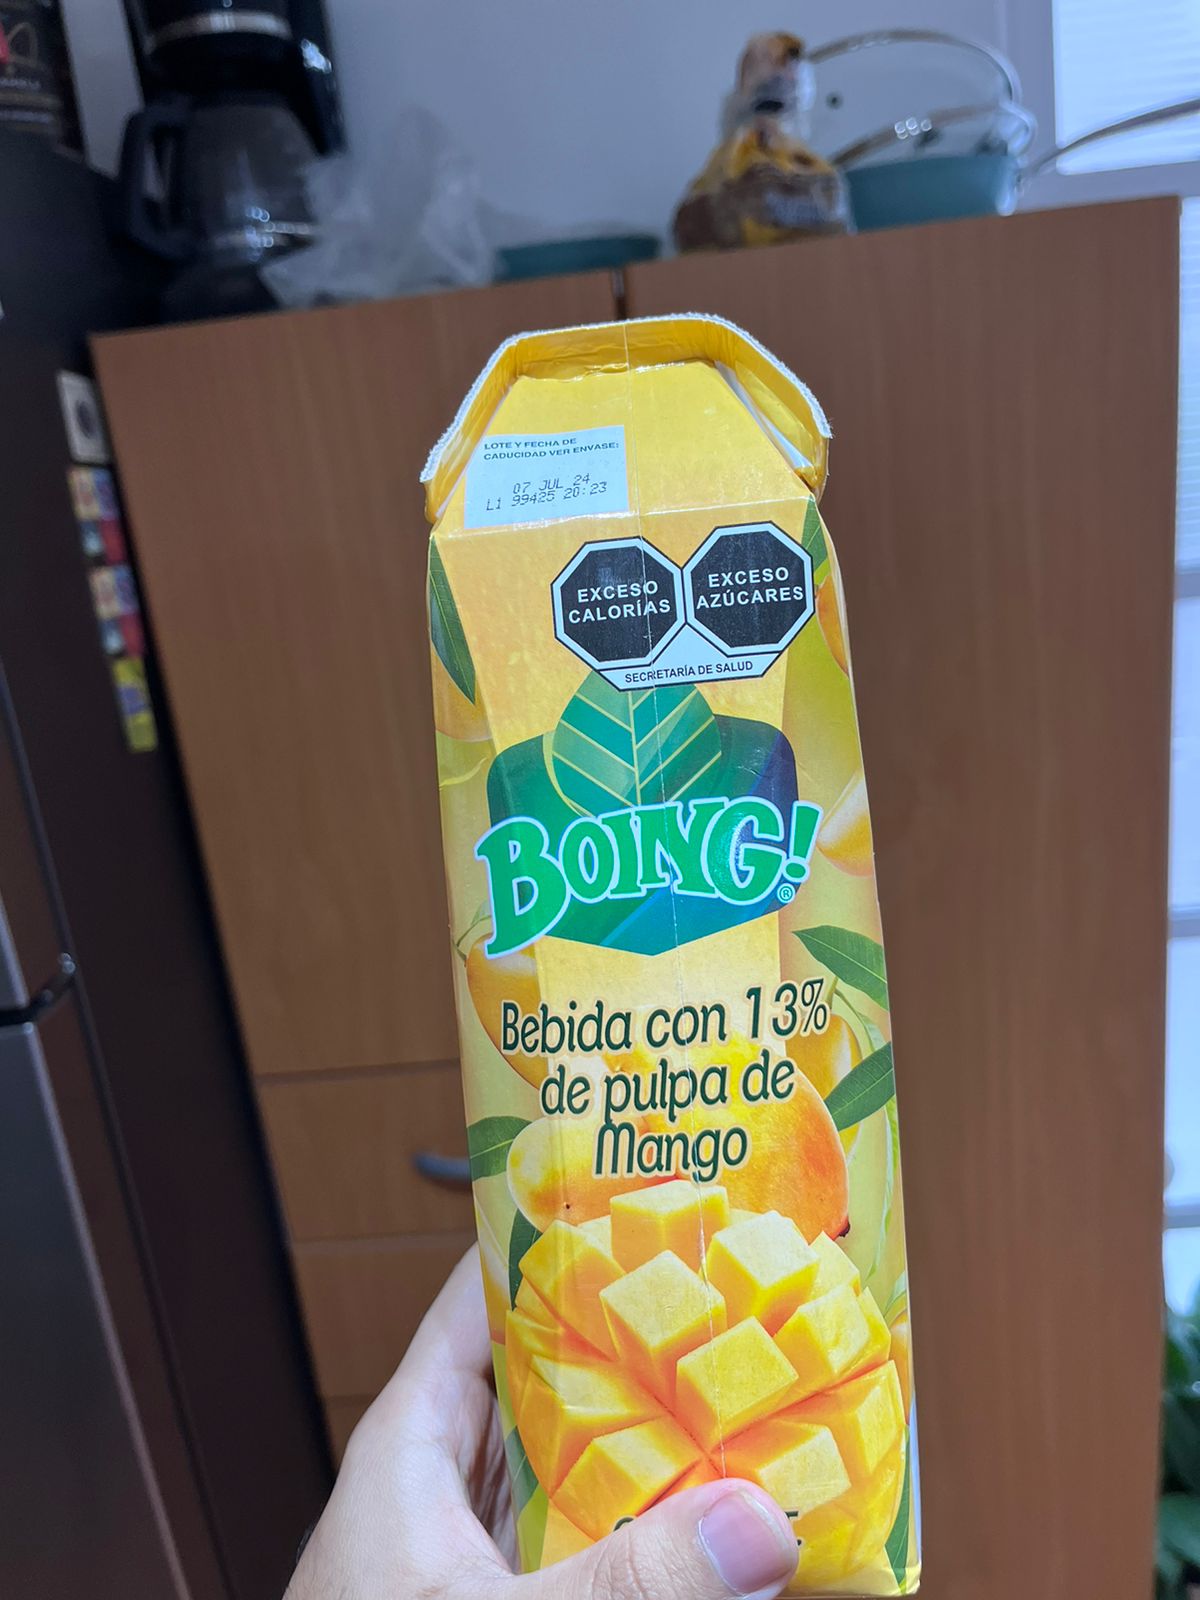 LOTE Y FECHA DE
CADUCIDAD VER ENVASE:
07 JUL 24
L1 99425 20:23
EXCESO
CALORÍAS
EXCESO
AZÚCARES
SECRETARÍA DE SALUD
BOING!®
Bebida con 13%
de pulpa de
Mango